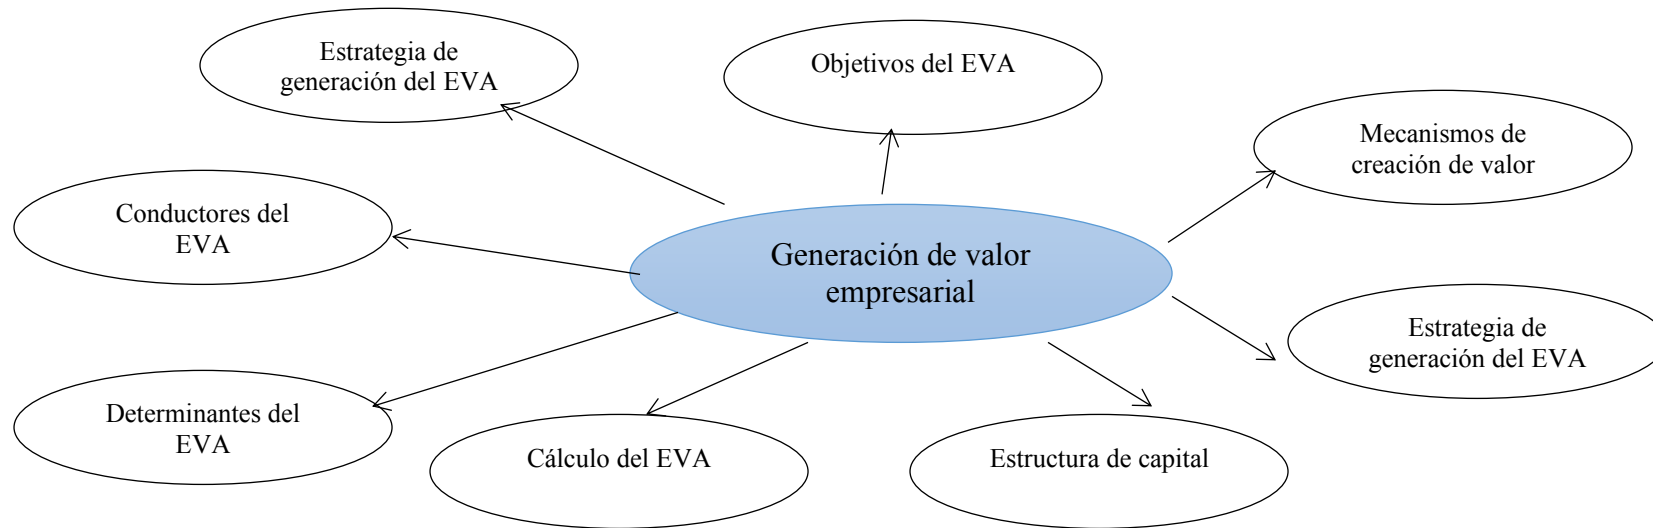 Estrategia de
generación del EVA
Objetivos del EVA
Mecanismos de
creación de valor
Conductores del
EVA
Generación de valor
empresarial
Estrategia de
generación del EVA
Determinantes del
EVA
Cálculo del EVA
Estructura de capital